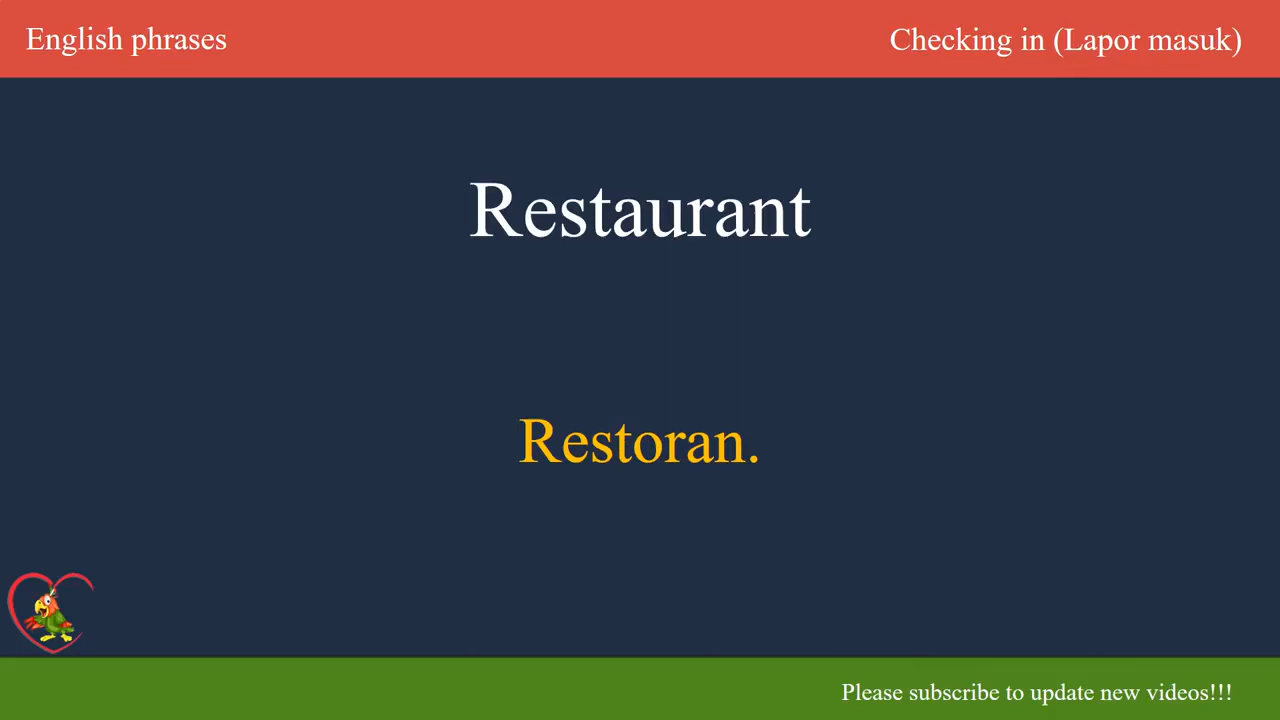 English phrases
Checking in (Lapor masuk)
Restaurant
Restoran.
Please subscribe to update new videos!!!